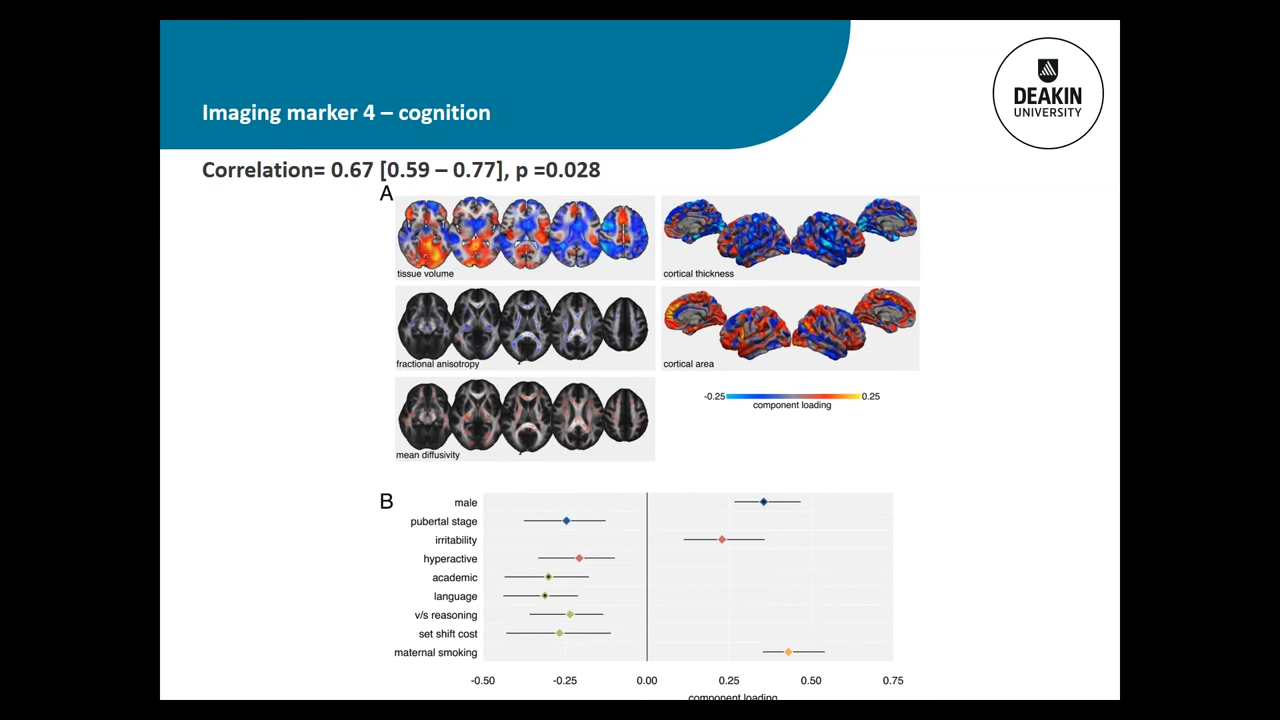 Imaging marker 4 – cognition
DEAKIN
UNIVERSITY
Correlation= 0.67 [0.59 – 0.77], p =0.028
A
tissue volume
cortical thickness
fractional anisotropy
cortical area
-0.25
0.25
component loading
mean diffusivity
B
male
pubertal stage
irritability
hyperactive
academic
language
v/s reasoning
set shift cost
maternal smoking
-0.50 -0.25 0.00 0.25 0.50 0.75
component loading